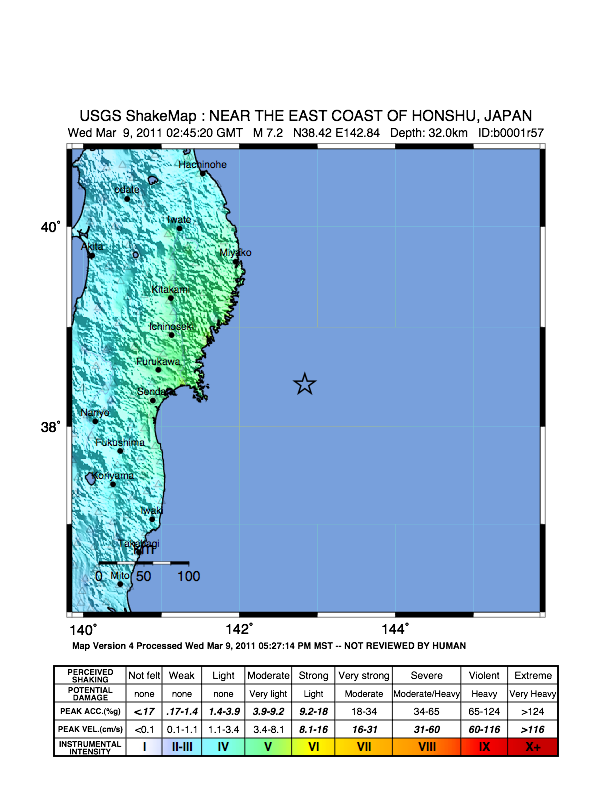 USGS ShakeMap : NEAR THE EAST COAST OF HONSHU, JAPAN
Wed Mar 9, 2011 02:45:20 GMT M 7.2 N38.42 E142.84 Depth: 32.0km ID:b0001r57
Hachinohe
Odate
40°
Iwate
Akita
Miyako
Kitakami
Ichinoseki
Furukawa
Sendai
Nanyo
38°
Fukushima
Koriyama
Iwaki
Takahagi
km
0 50 100
Mito
140° 142° 144°
Map Version 4 Processed Wed Mar 9, 2011 05:27:14 PM MST -- NOT REVIEWED BY HUMAN
PERCEIVED SHAKING Not felt Weak Light Moderate Strong Very strong Severe Violent Extreme
POTENTIAL DAMAGE none none none Very light Light Moderate Moderate/Heavy Heavy Very Heavy
PEAK ACC.(%g) <.17 .17-1.4 1.4-3.9 3.9-9.2 9.2-18 18-34 34-65 65-124 >124
PEAK VEL.(cm/s) <0.1 0.1-1.1 1.1-3.4 3.4-8.1 8.1-16 16-31 31-60 60-116 >116
INSTRUMENTAL INTENSITY I II-III IV V VI VII VIII IX X+